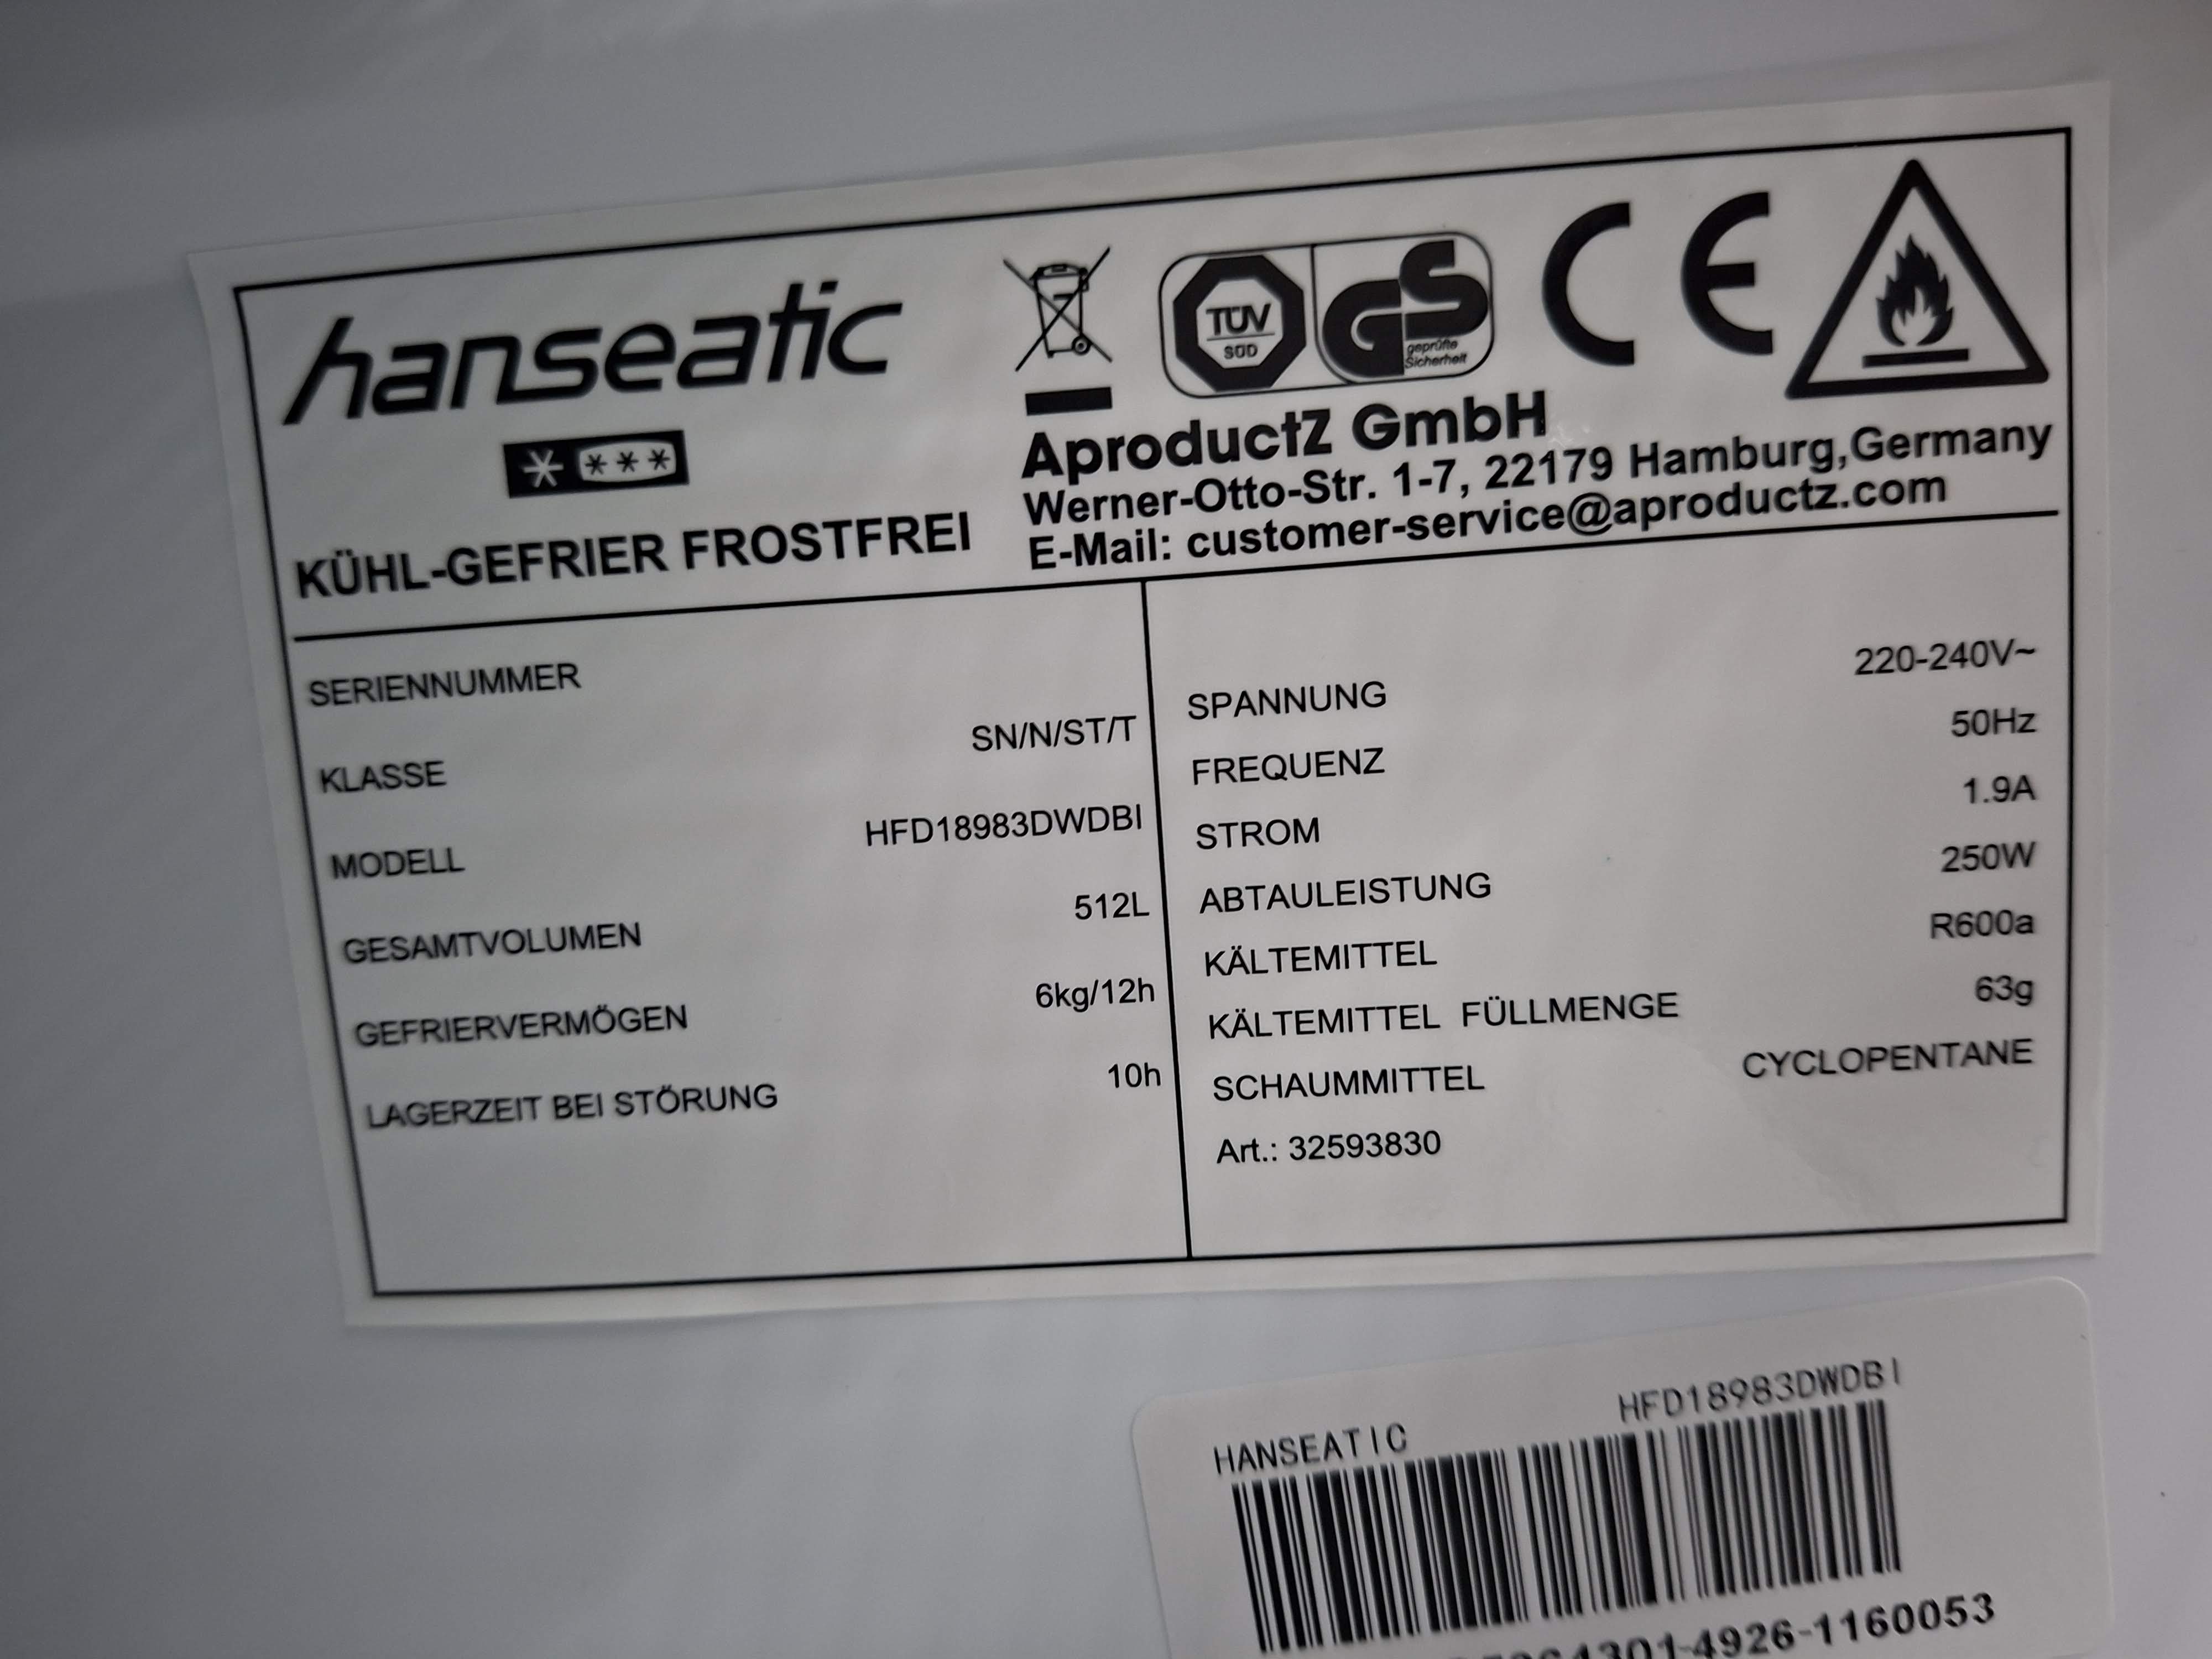 hanseatic
TÜV
SÜD
GS
geprüfte
Sicherheit
CE
AproductZ GmbH
Werner-Otto-Str. 1-7, 22179 Hamburg,Germany
E-Mail: customer-service@aproductz.com
KÜHL-GEFRIER FROSTFREI
SERIENNUMMER
KLASSE SN/N/ST/T
MODELL HFD18983DWDBI
GESAMTVOLUMEN 512L
GEFRIERVERMÖGEN 6kg/12h
LAGERZEIT BEI STÖRUNG 10h
SPANNUNG 220-240V~
FREQUENZ 50Hz
STROM 1.9A
ABTAULEISTUNG 250W
KÄLTEMITTEL R600a
KÄLTEMITTEL FÜLLMENGE 63g
SCHAUMMITTEL CYCLOPENTANE
Art.: 32593830
HANSEATIC HFD18983DWDBI